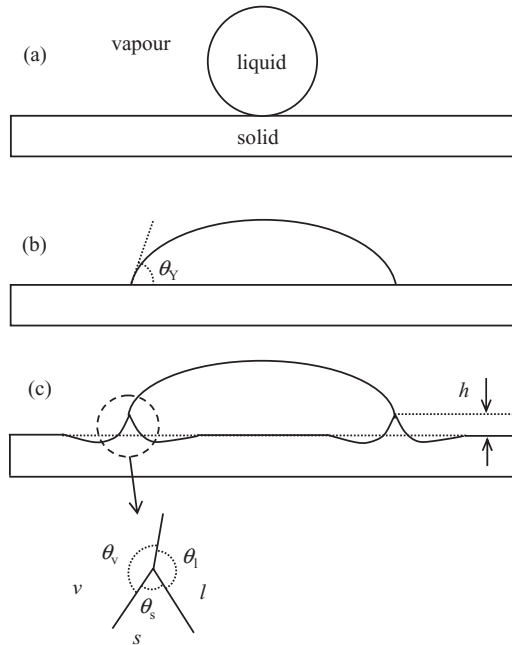 vapour
(a)
liquid
solid
(b)
θY
(c)
h
θv
θl
v
θs
l
s